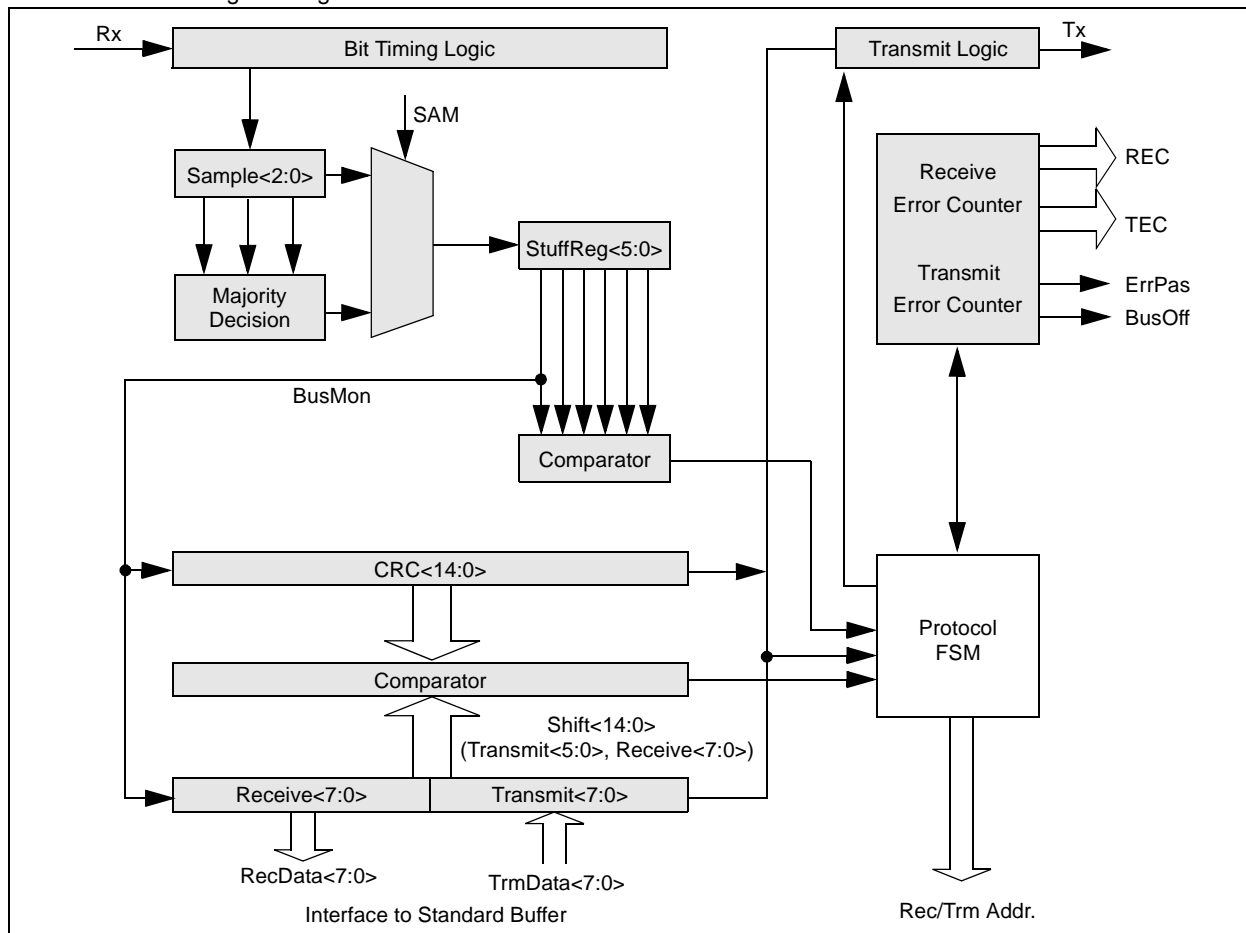 Rx
Bit Timing Logic
Transmit Logic
Tx
SAM
Sample<2:0>
Receive
Error Counter
REC
TEC
StuffReg<5:0>
Majority
Decision
Transmit
Error Counter
ErrPas
BusOff
BusMon
Comparator
CRC<14:0>
Protocol
FSM
Comparator
Shift<14:0>
(Transmit<5:0>, Receive<7:0>)
Receive<7:0>
Transmit<7:0>
RecData<7:0>
TrmData<7:0>
Interface to Standard Buffer
Rec/Trm Addr.